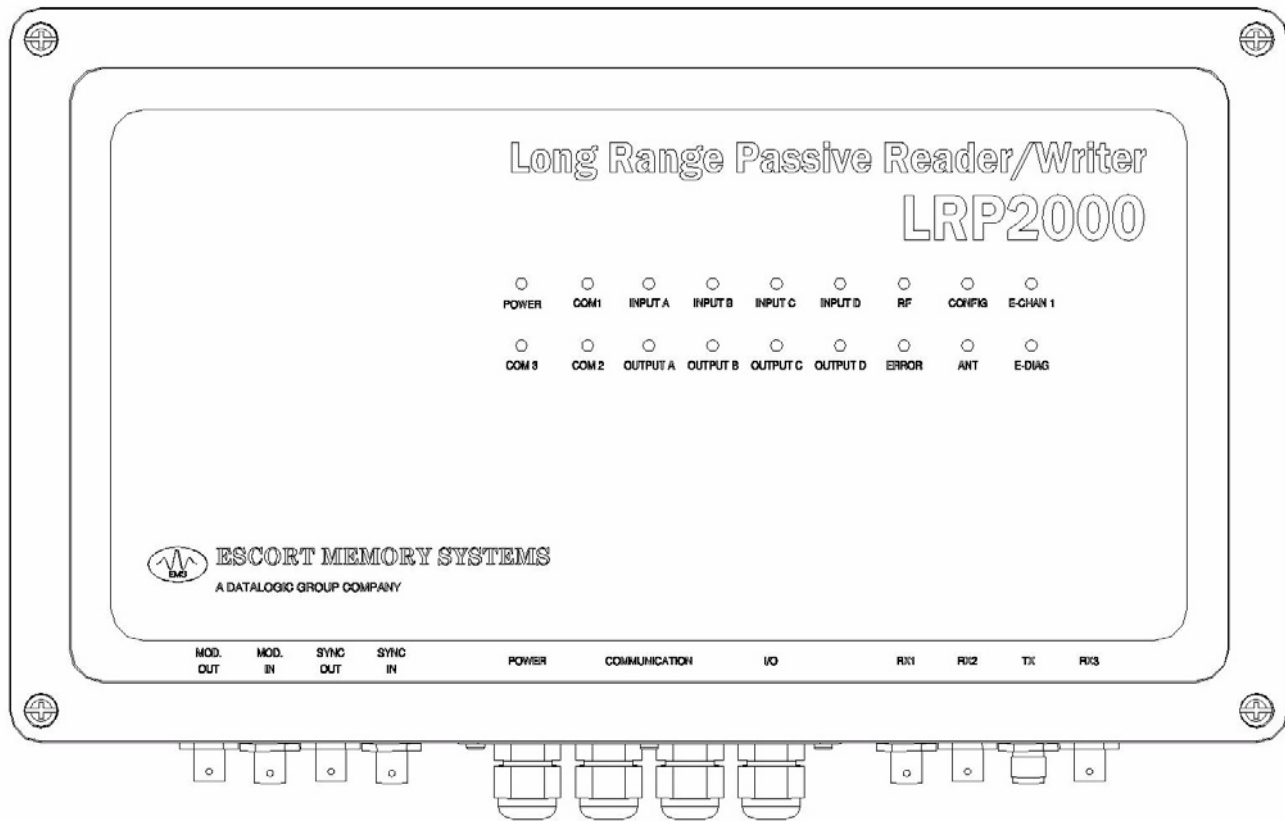 Long Range Passive Reader/Writer
LRP2000
POWER COM1 INPUT A INPUT B INPUT C INPUT D RF CONFIG E-CHAN 1
COM 3 COM 2 OUTPUT A OUTPUT B OUTPUT C OUTPUT D ERROR ANT E-DIAG
EMS
ESCORT MEMORY SYSTEMS
A DATALOGIC GROUP COMPANY
MOD. OUT MOD. IN SYNC OUT SYNC IN POWER COMMUNICATION I/O RX1 RX2 TX RX3